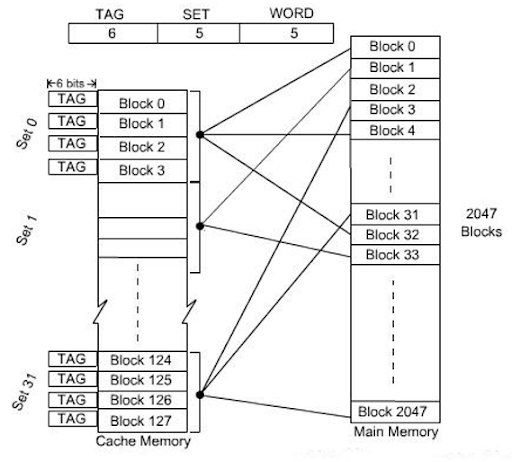 TAG SET WORD
6 5 5
6 bits
TAG Block 0
TAG Block 1
TAG Block 2
TAG Block 3
Set 0
Set 1
TAG Block 124
TAG Block 125
TAG Block 126
TAG Block 127
Set 31
Cache Memory
Block 0
Block 1
Block 2
Block 3
Block 4
Block 31
Block 32
Block 33
Block 2047
Main Memory
2047
Blocks